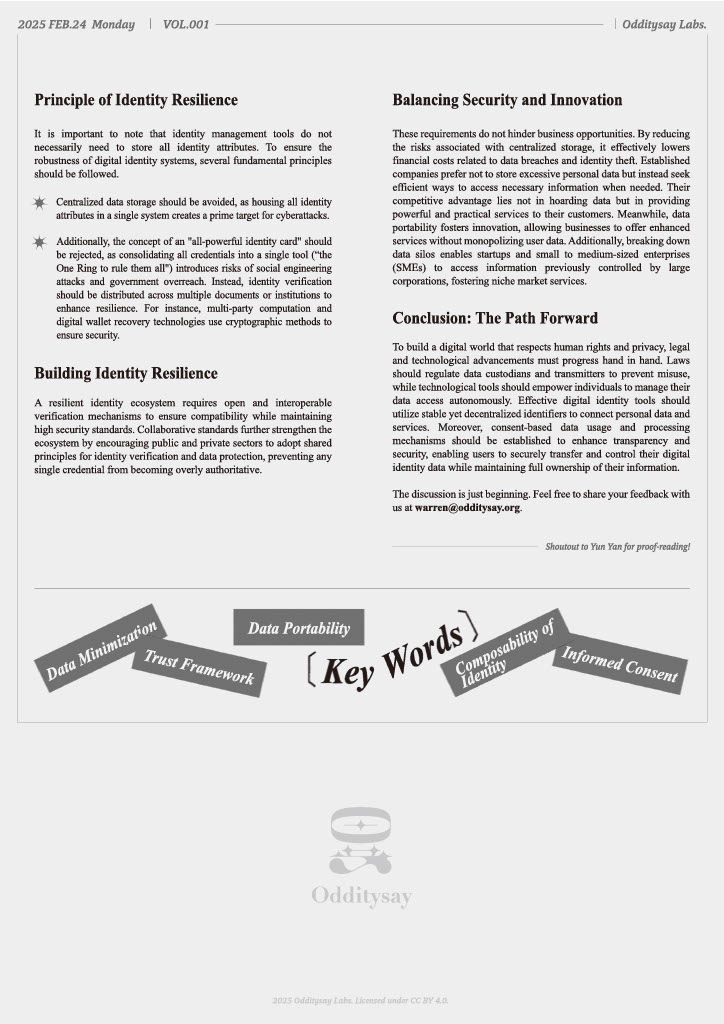 2025 FEB.24 Monday | VOL.001
Odditysay Labs.
Principle of Identity Resilience
It is important to note that identity management tools do not
necessarily need to store all identity attributes. To ensure the
robustness of digital identity systems, several fundamental principles
should be followed.
Centralized data storage should be avoided, as housing all identity
attributes in a single system creates a prime target for cyberattacks.
Additionally, the concept of an "all-powerful identity card" should
be rejected, as consolidating all credentials into a single tool (“the
One Ring to rule them all”) introduces risks of social engineering
attacks and government overreach. Instead, identity verification
should be distributed across multiple documents or institutions to
enhance resilience. For instance, multi-party computation and
digital wallet recovery technologies use cryptographic methods to
ensure security.
Building Identity Resilience
A resilient identity ecosystem requires open and interoperable
verification mechanisms to ensure compatibility while maintaining
high security standards. Collaborative standards further strengthen the
ecosystem by encouraging public and private sectors to adopt shared
principles for identity verification and data protection, preventing any
single credential from becoming overly authoritative.
Balancing Security and Innovation
These requirements do not hinder business opportunities. By reducing
the risks associated with centralized storage, it effectively lowers
financial costs related to data breaches and identity theft. Established
companies prefer not to store excessive personal data but instead seek
efficient ways to access necessary information when needed. Their
competitive advantage lies not in hoarding data but in providing
powerful and practical services to their customers. Meanwhile, data
portability fosters innovation, allowing businesses to offer enhanced
services without monopolizing user data. Additionally, breaking down
data silos enables startups and small to medium-sized enterprises
(SMEs) to access information previously controlled by large
corporations, fostering niche market services.
Conclusion: The Path Forward
To build a digital world that respects human rights and privacy, legal
and technological advancements must progress hand in hand. Laws
should regulate data custodians and transmitters to prevent misuse,
while technological tools should empower individuals to manage their
data access autonomously. Effective digital identity tools should
utilize stable yet decentralized identifiers to connect personal data and
services. Moreover, consent-based data usage and processing
mechanisms should be established to enhance transparency and
security, enabling users to securely transfer and control their digital
identity data while maintaining full ownership of their information.
The discussion is just beginning. Feel free to share your feedback with
us at warren@odditysay.org.
Shoutout to Yun Yan for proof-reading!
Data Minimization
Trust Framework
Data Portability
[Key Words]
Composability of
Identity
Informed Consent
Odditysay
2025 Odditysay Labs. Licensed under CC BY 4.0.